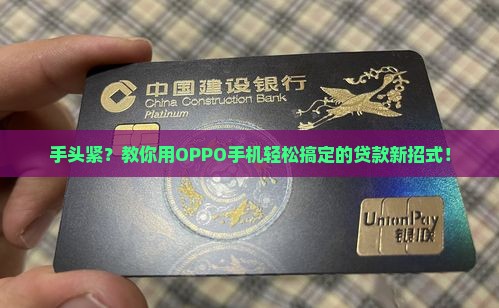 中国建设银行
China Construction Bank
Platinum
手头紧？教你用OPPO手机轻松搞定的贷款新招式！
UnionPay
银联